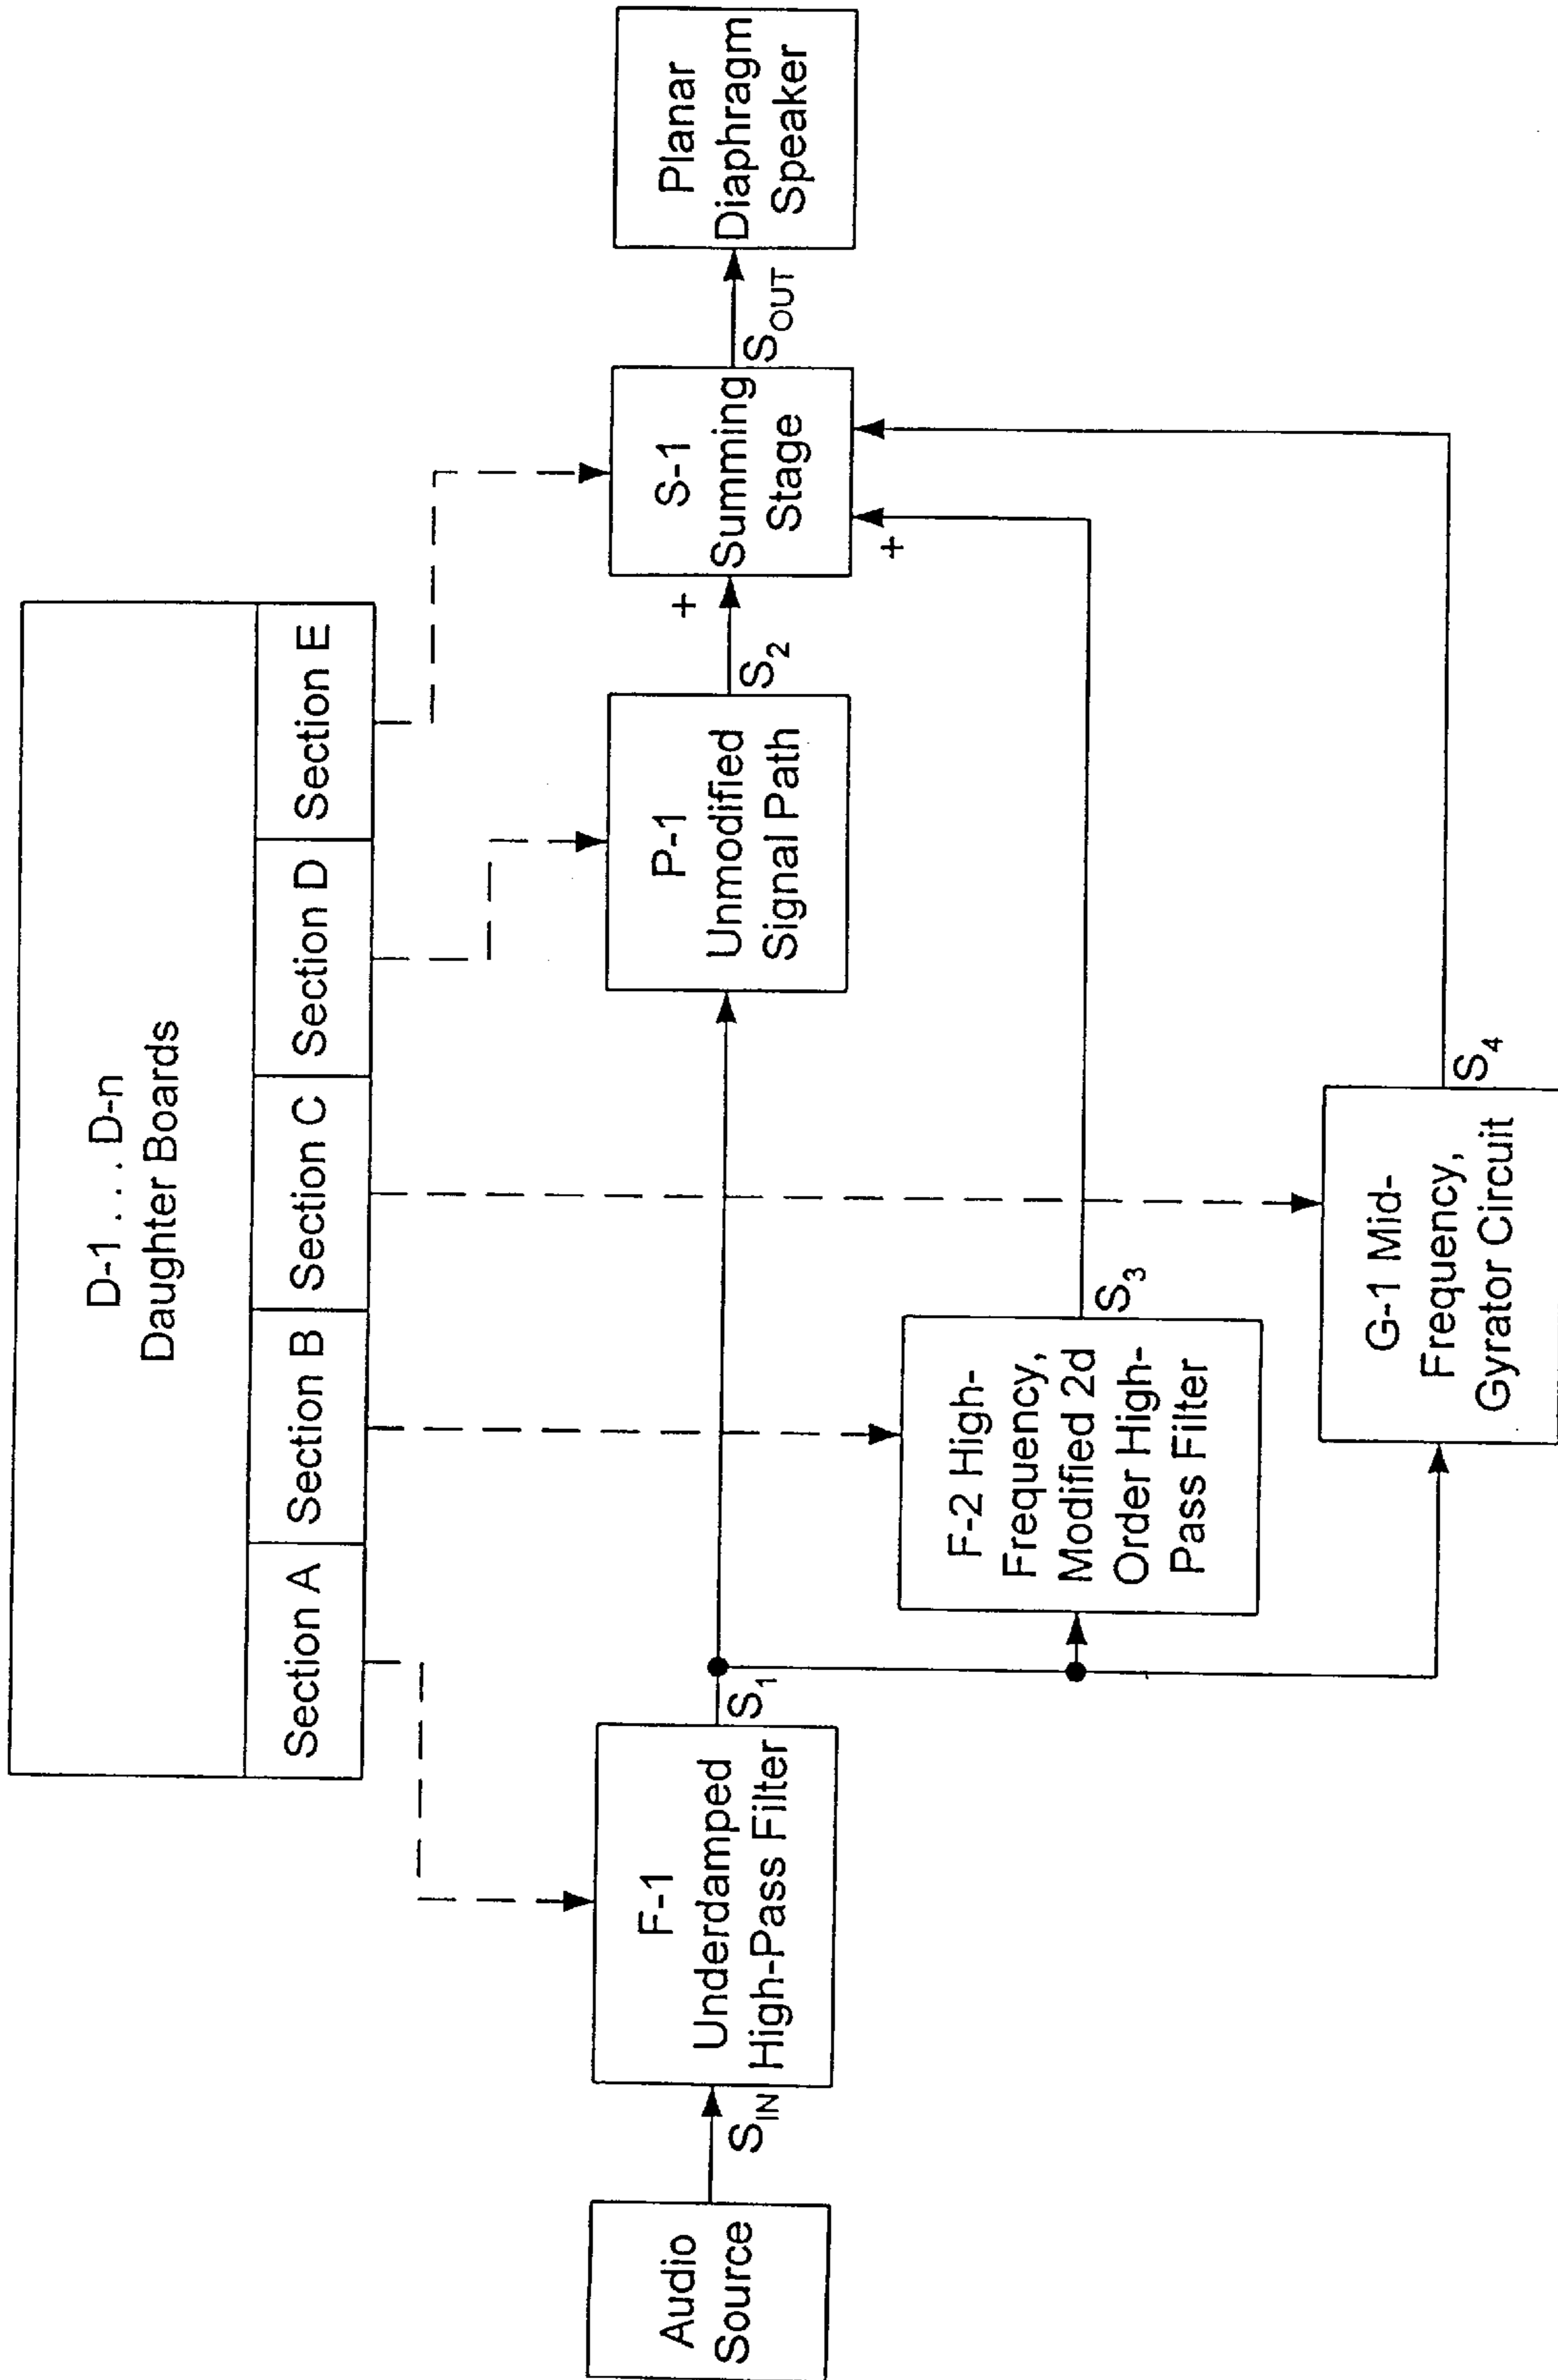 D-1 . . . . D-n
Daughter Boards
Section A
Section B
Section C
Section D
Section E
Audio
Source
S_IN
F-1
Underdamped
High-Pass Filter
S_1
P-1
Unmodified
Signal Path
S_2
+
S-1
Summing
Stage
S_OUT
Planar
Diaphragm
Speaker
+
F-2 High-
Frequency,
Modified 2d
Order High-
Pass Filter
S_3
G-1 Mid-
Frequency,
Gyrator Circuit
S_4